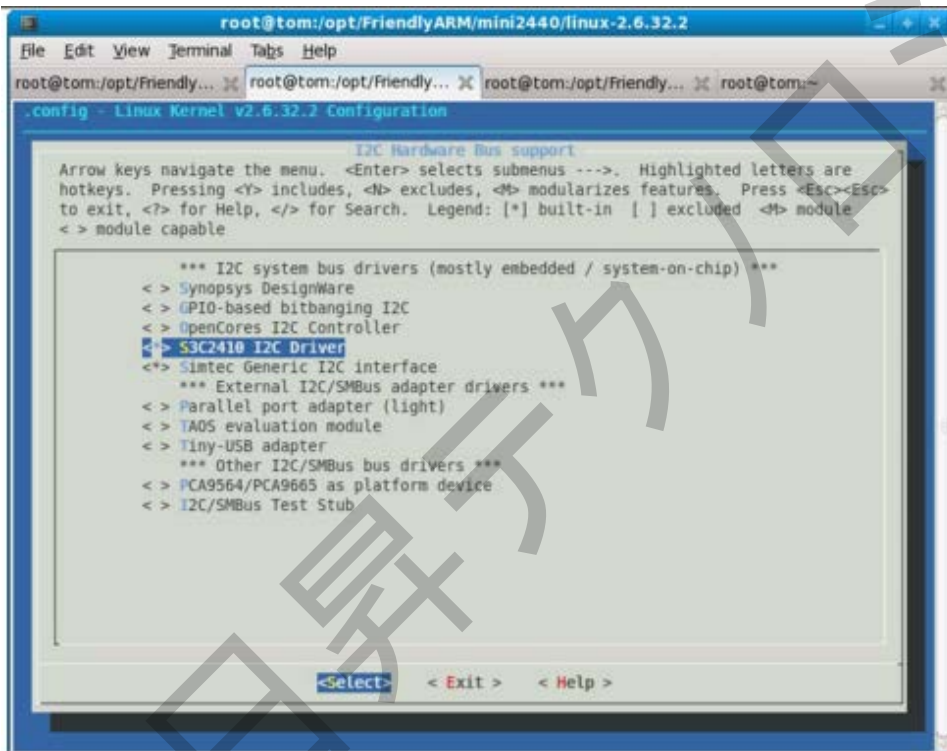 root@tom:/opt/FriendlyARM/mini2440/linux-2.6.32.2
File Edit View Terminal Tabs Help
root@tom:/opt/Friendly... root@tom:/opt/Friendly... root@tom:/opt/Friendly... root@tom:~
.config - Linux Kernel v2.6.32.2 Configuration
I2C Hardware Bus support
Arrow keys navigate the menu. <Enter> selects submenus --->. Highlighted letters are
hotkeys. Pressing <Y> includes, <N> excludes, <M> modularizes features. Press <Esc><Esc>
to exit, <?> for Help, </> for Search. Legend: [*] built-in [ ] excluded <M> module
< > module capable
*** I2C system bus drivers (mostly embedded / system-on-chip) ***
< > Synopsys DesignWare
< > GPIO-based bitbanging I2C
< > OpenCores I2C Controller
<*> S3C2410 I2C Driver
<*> Simtec Generic I2C interface
*** External I2C/SMBus adapter drivers ***
< > Parallel port adapter (light)
< > TAOS evaluation module
< > Tiny-USB adapter
*** Other I2C/SMBus bus drivers ***
< > PCA9564/PCA9665 as platform device
< > I2C/SMBus Test Stub
<Select> < Exit > < Help >
日昇テクノロ